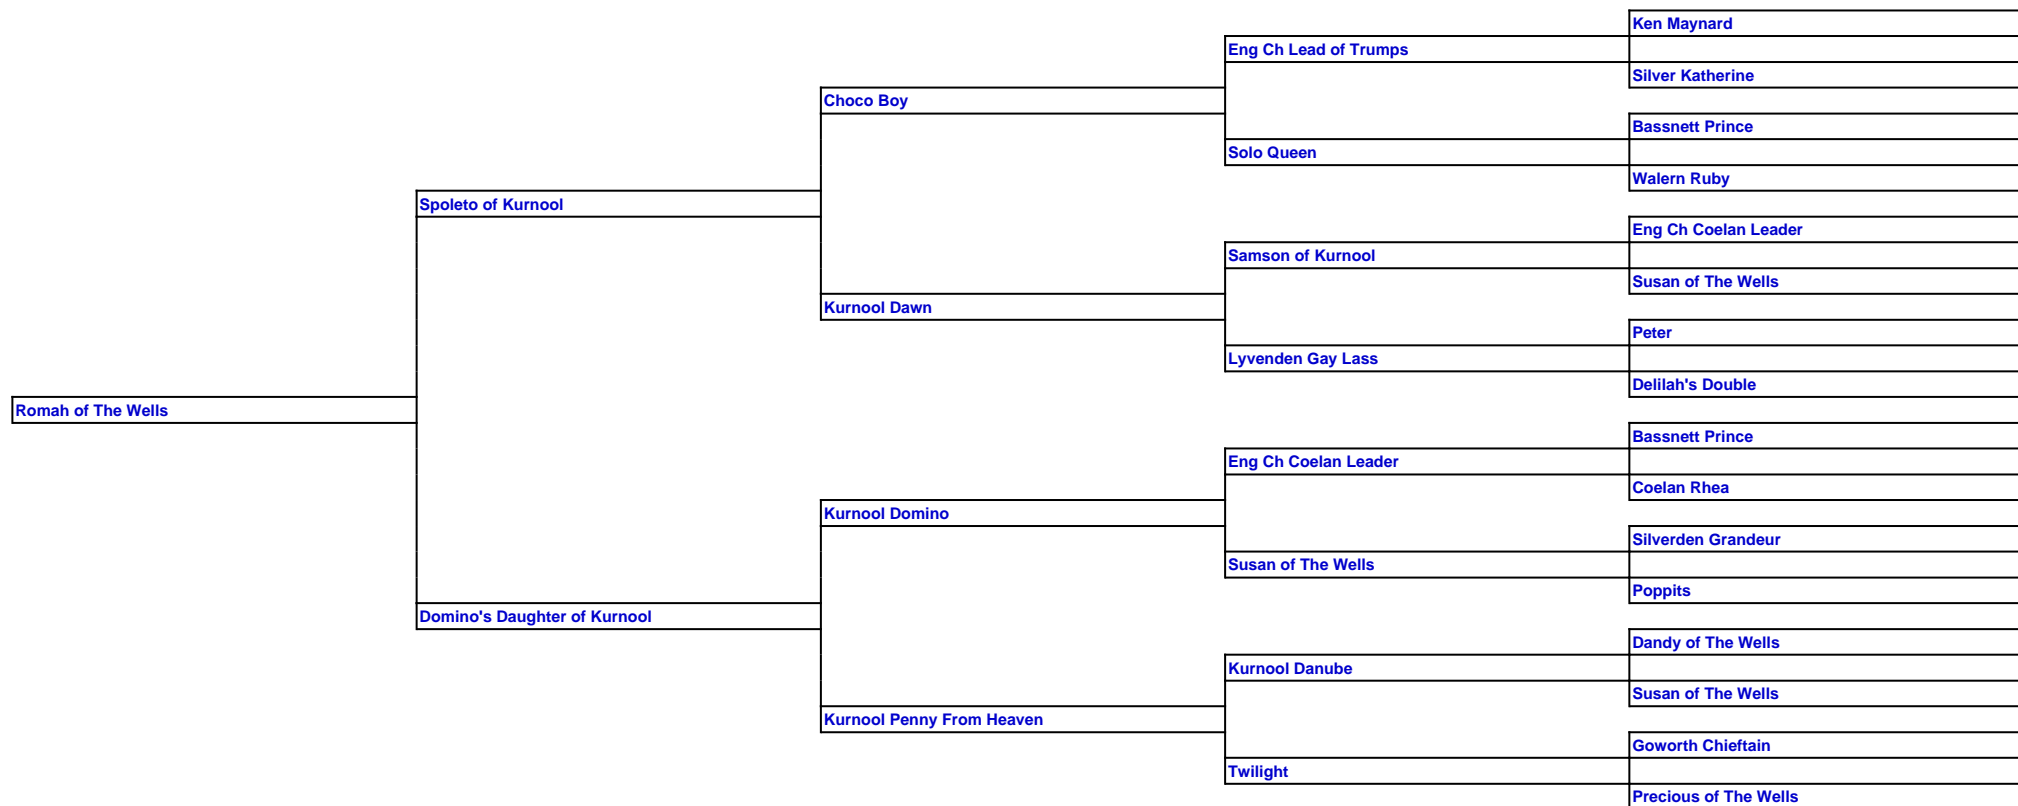 Ken Maynard
Eng Ch Lead of Trumps
Silver Katherine
Choco Boy
Bassnett Prince
Solo Queen
Walern Ruby
Spoleto of Kurnool
Eng Ch Coelan Leader
Samson of Kurnool
Susan of The Wells
Kurnool Dawn
Peter
Lyvenden Gay Lass
Delilah's Double
Romah of The Wells
Bassnett Prince
Eng Ch Coelan Leader
Coelan Rhea
Kurnool Domino
Silverden Grandeur
Susan of The Wells
Poppits
Domino's Daughter of Kurnool
Dandy of The Wells
Kurnool Danube
Susan of The Wells
Kurnool Penny From Heaven
Goworth Chieftain
Twilight
Precious of The Wells